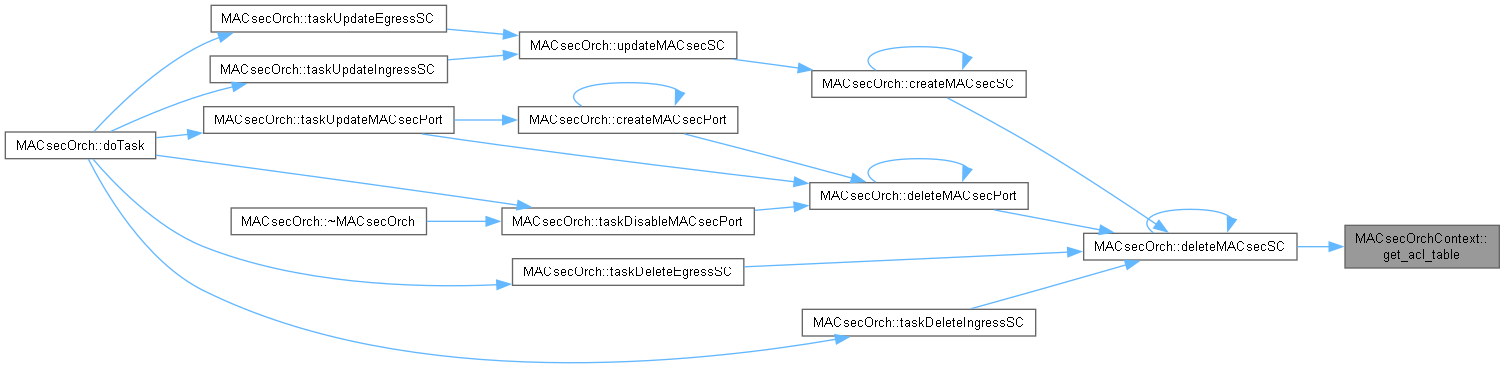 MACsecOrch::taskUpdateEgressSC
MACsecOrch::updateMACsecSC
MACsecOrch::taskUpdateIngressSC
MACsecOrch::createMACsecSC
MACsecOrch::taskUpdateMACsecPort
MACsecOrch::createMACsecPort
MACsecOrch::doTask
MACsecOrch::deleteMACsecPort
MACsecOrch::~MACsecOrch
MACsecOrch::taskDisableMACsecPort
MACsecOrch::deleteMACsecSC
MACsecOrchContext::
get_acl_table
MACsecOrch::taskDeleteEgressSC
MACsecOrch::taskDeleteIngressSC